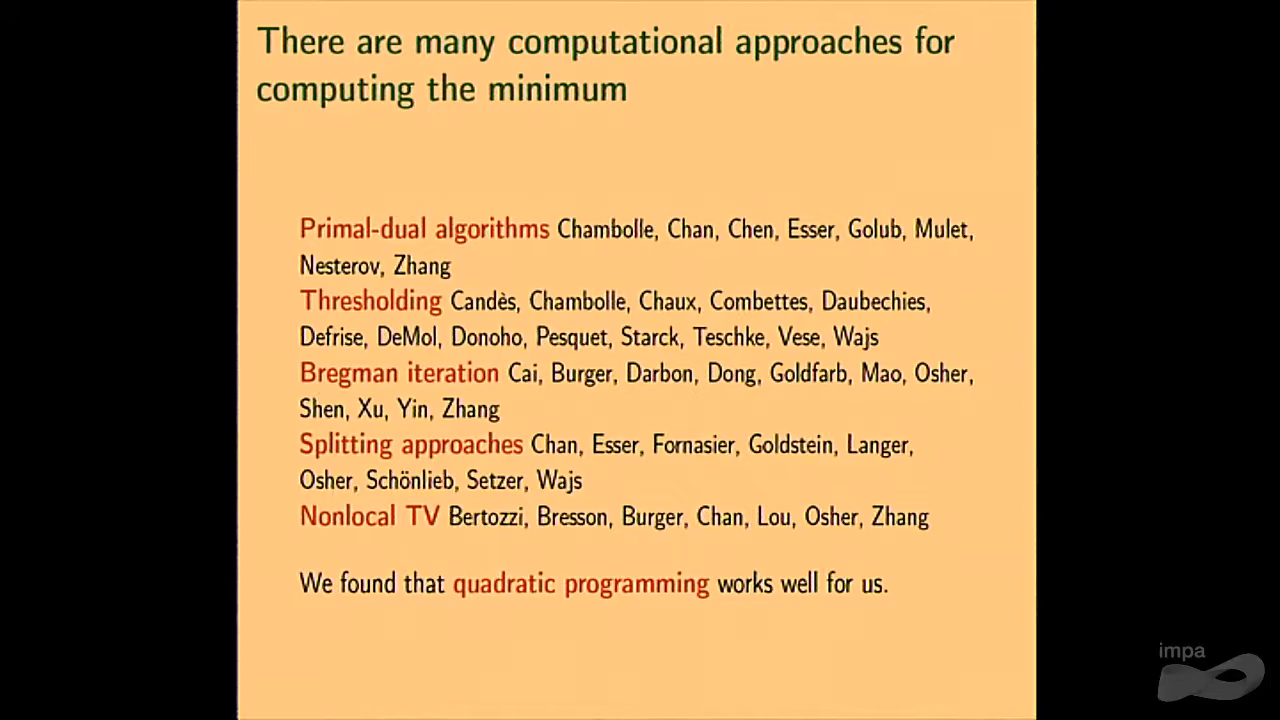 There are many computational approaches for
computing the minimum
Primal-dual algorithms Chambolle, Chan, Chen, Esser, Golub, Mulet,
Nesterov, Zhang
Thresholding Candès, Chambolle, Chaux, Combettes, Daubechies,
Defrise, DeMol, Donoho, Pesquet, Starck, Teschke, Vese, Wajs
Bregman iteration Cai, Burger, Darbon, Dong, Goldfarb, Mao, Osher,
Shen, Xu, Yin, Zhang
Splitting approaches Chan, Esser, Fornasier, Goldstein, Langer,
Osher, Schönlieb, Setzer, Wajs
Nonlocal TV Bertozzi, Bresson, Burger, Chan, Lou, Osher, Zhang
We found that quadratic programming works well for us.
impa